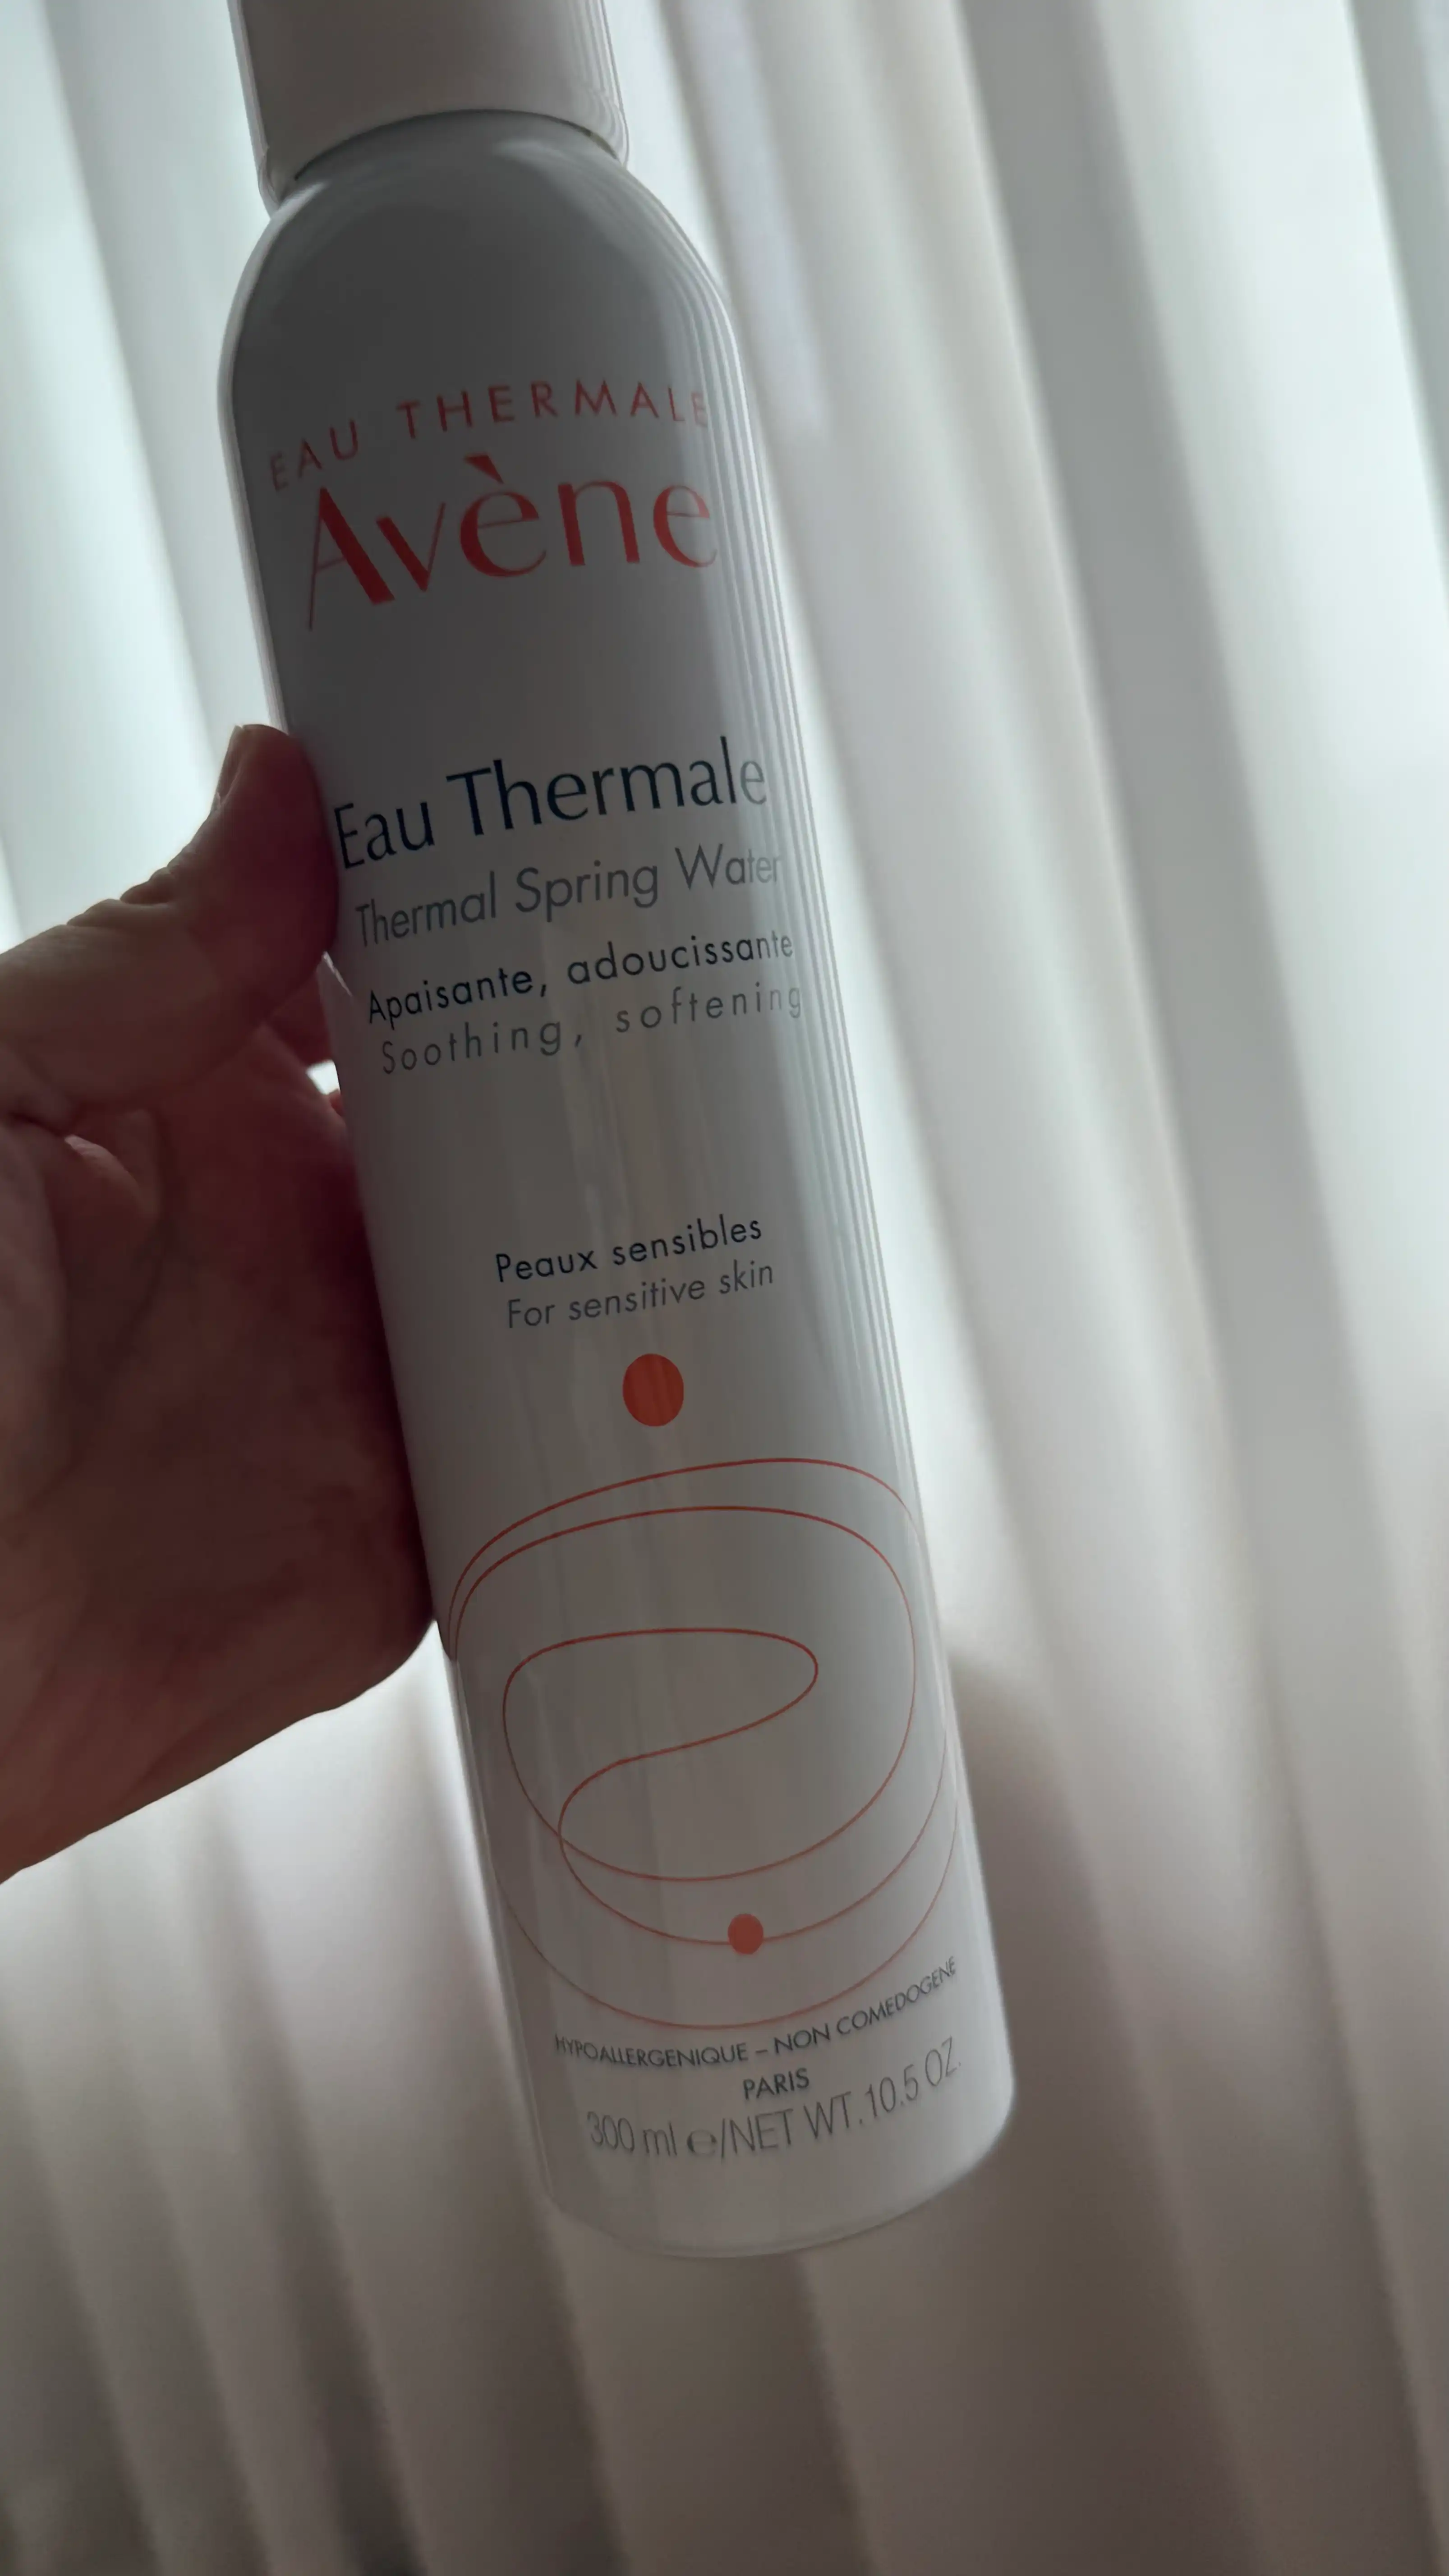 EAU THERMALE
Avène
Eau Thermale
Thermal Spring Water
Apaisante, adoucissante
Soothing, softening
Peaux sensibles
For sensitive skin
HYPOALLERGENIQUE – NON COMEDOGENE
PARIS
300 ml ℮/NET WT. 10.5 OZ.